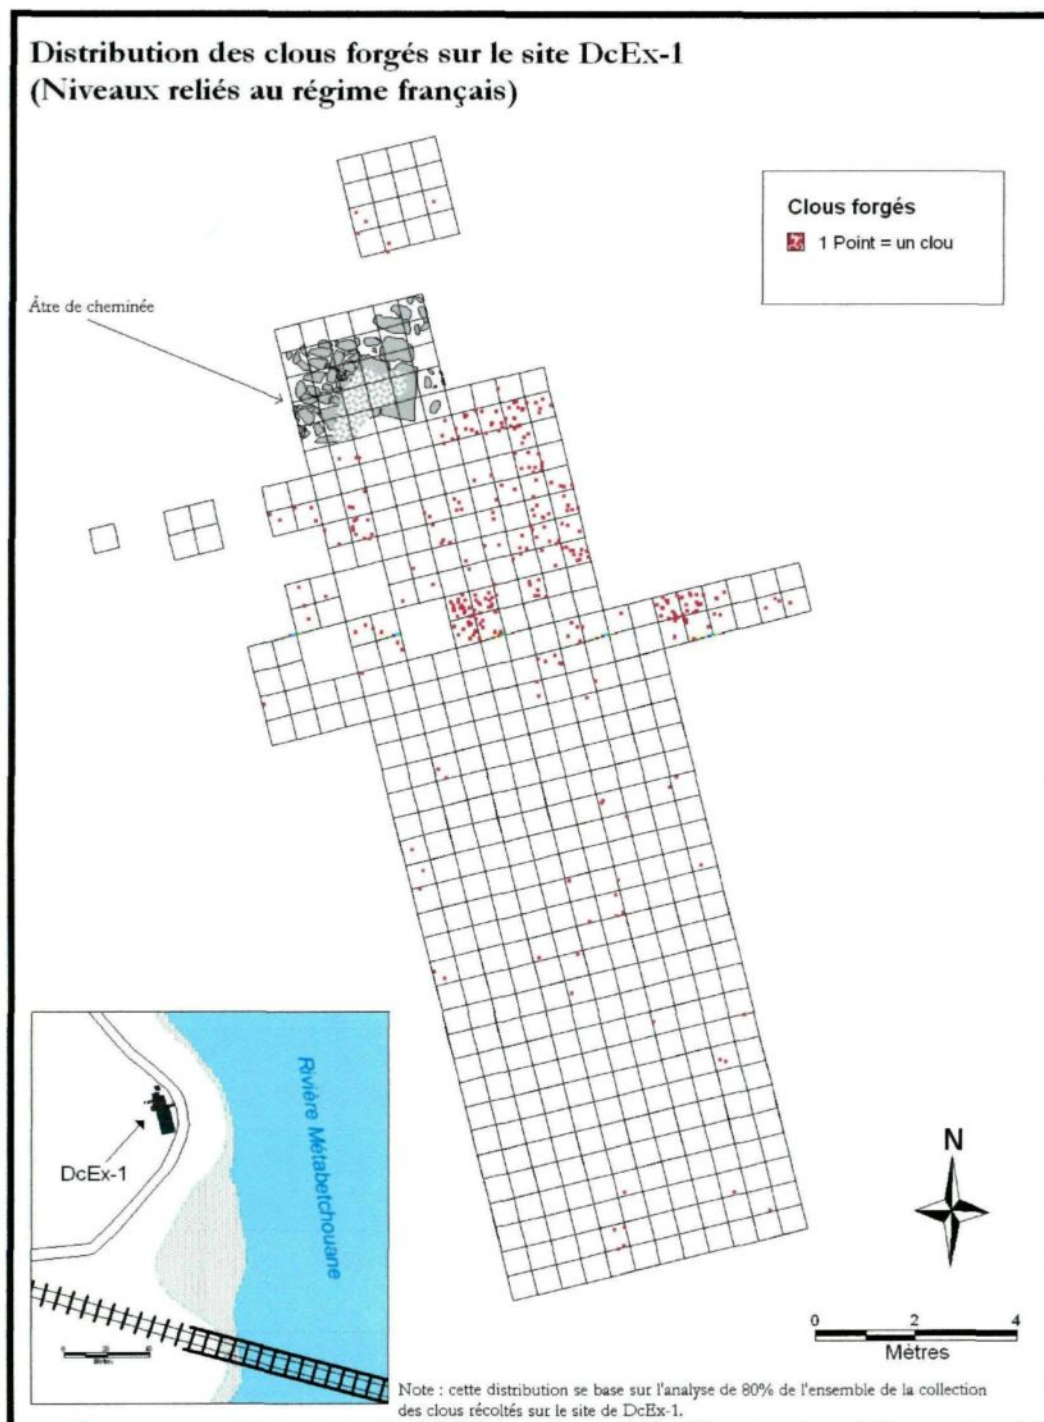 Distribution des clous forgés sur le site DcEx-1
(Niveaux reliés au régime français)
Clous forgés
1 Point = un clou
Âtre de cheminée
Rivière Métabetchouane
DcEx-1
N
0 2 4
Mètres
Note : cette distribution se base sur l'analyse de 80% de l'ensemble de la collection
des clous récoltés sur le site de DcEx-1.